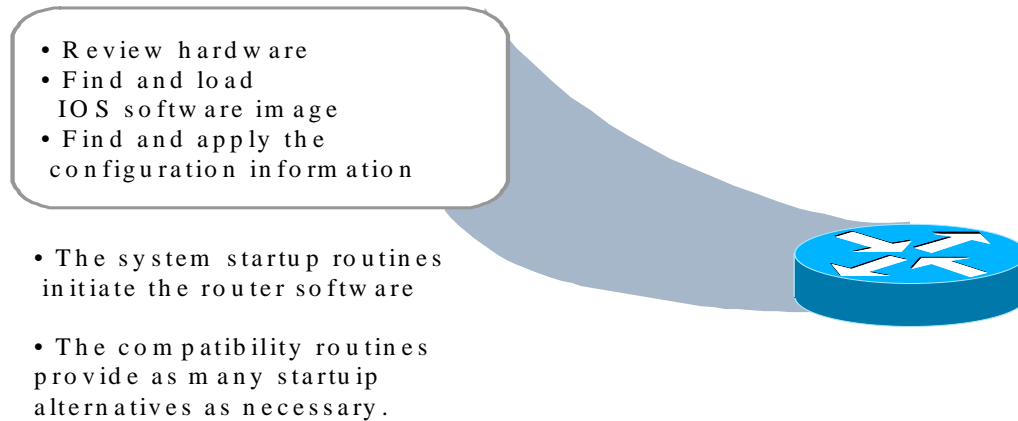 • Review hardware
• Find and load
IOS software image
• Find and apply the
configuration information
• The system startup routines
initiate the router software
• The compatibility routines
provide as many startuip
alternatives as necessary.